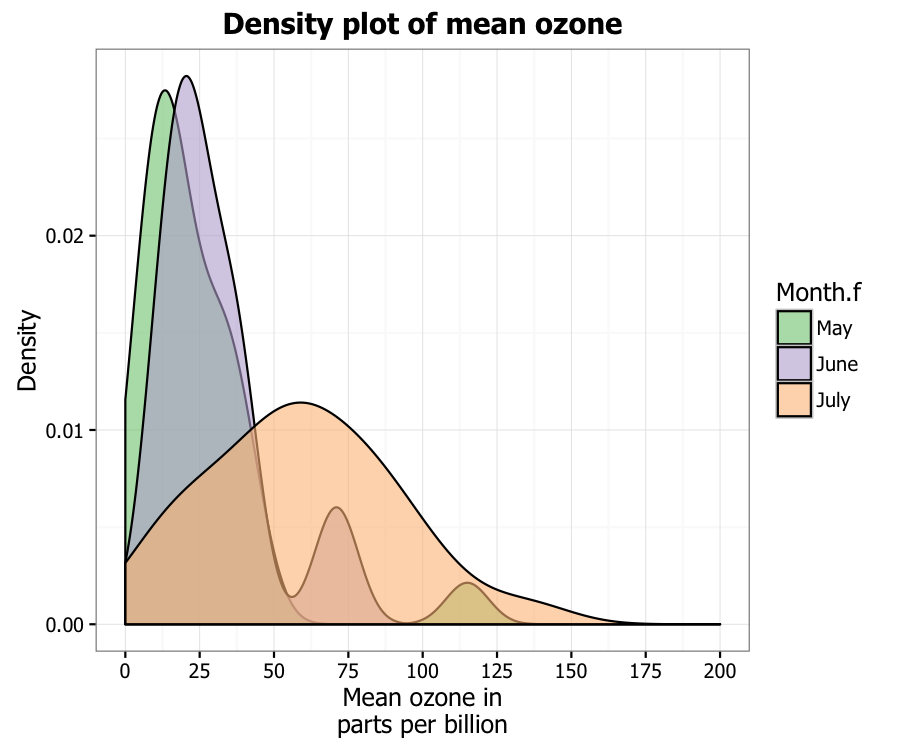 Density plot of mean ozone
Density
0.02
0.01
0.00
0 25 50 75 100 125 150 175 200
Mean ozone in
parts per billion
Month.f
May
June
July